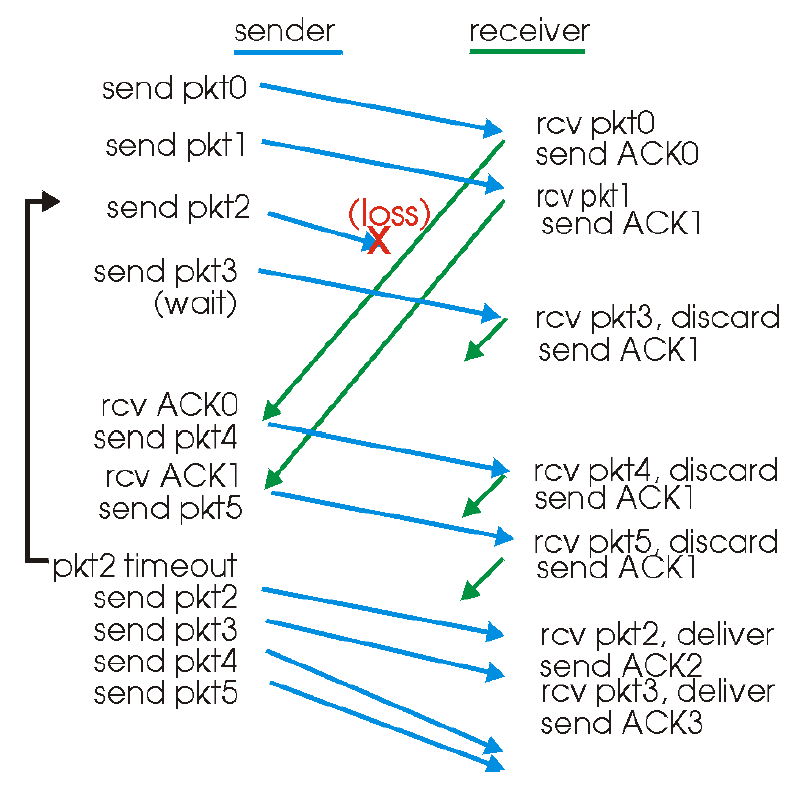 sender
receiver
send pkt0
rcv pkt0
send ACK0
send pkt1
rcv pkt1
send ACK1
send pkt2
(loss)
X
send pkt3
(wait)
rcv pkt3, discard
send ACK1
rcv ACK0
send pkt4
rcv ACK1
send pkt5
rcv pkt4, discard
send ACK1
rcv pkt5, discard
send ACK1
pkt2 timeout
send pkt2
send pkt3
send pkt4
send pkt5
rcv pkt2, deliver
send ACK2
rcv pkt3, deliver
send ACK3